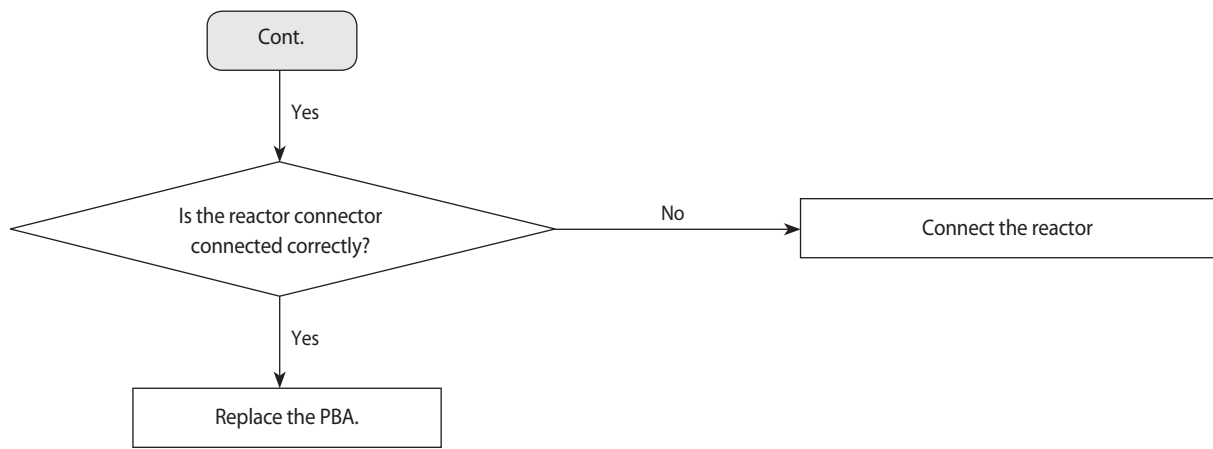 Cont.
Yes
Is the reactor connector
connected correctly?
No
Connect the reactor
Yes
Replace the PBA.